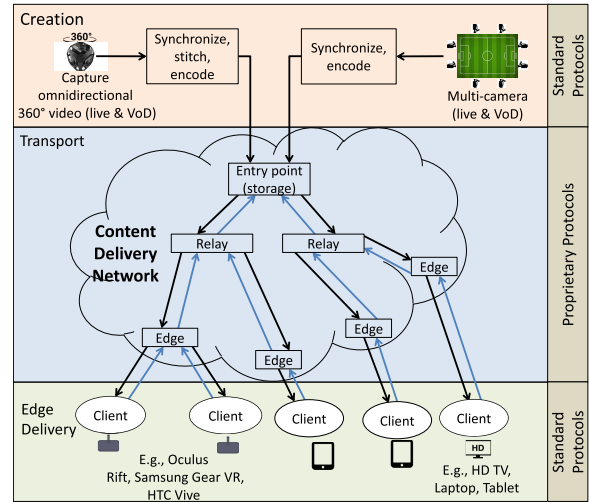 Creation
360°
Capture
omnidirectional
360° video (live & VoD)
Synchronize,
stitch,
encode
Synchronize,
encode
Multi-camera
(live & VoD)
Standard
Protocols
Transport
Entry point
(storage)
Content
Delivery
Network
Relay
Relay
Edge
Edge
Edge
Edge
Proprietary Protocols
Edge
Delivery
Client
Client
Client
Client
Client
HD
E.g., Oculus
Rift, Samsung Gear VR,
HTC Vive
E.g., HD TV,
Laptop, Tablet
Standard
Protocols